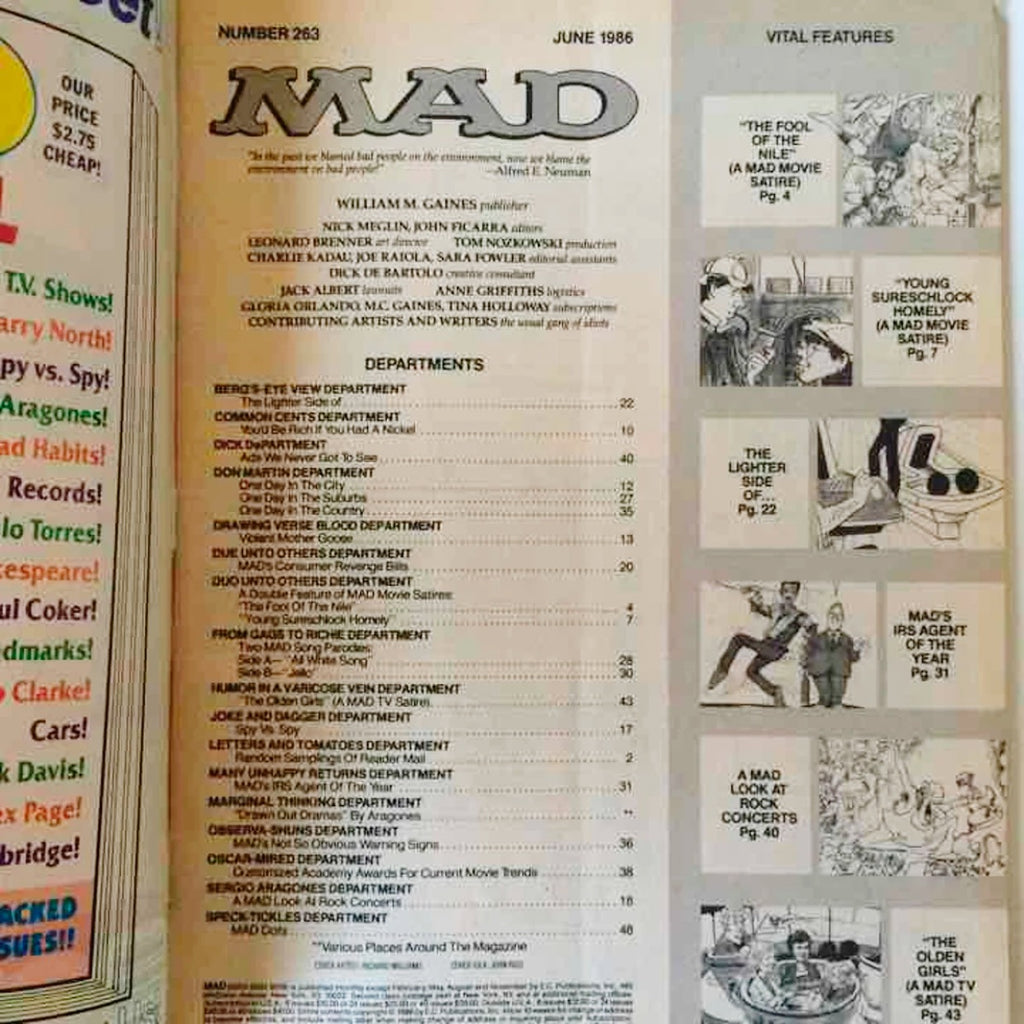 OUR
PRICE
$2.75
CHEAP!
T.V. Shows!
arry North!
py vs. Spy!
Aragones!
ad Habits!
Records!
lo Torres!
espeare!
ul Coker!
dmarks!
Clarke!
Cars!
k Davis!
ex Page!
bridge!
ACKED
SUES!!
NUMBER 263
JUNE 1986
MAD
"In the past we blamed bad people on the environment, now we blame the
environment on bad people!"
—Alfred E. Neuman
WILLIAM M. GAINES publisher
NICK MEGLIN, JOHN FICARRA editors
LEONARD BRENNER art director TOM NOZKOWSKI production
CHARLIE KADAU, JOE RAIOLA, SARA FOWLER editorial assistants
DICK DE BARTOLO creative consultant
JACK ALBERT lawsuits ANNE GRIFFITHS logistics
GLORIA ORLANDO, M.C. GAINES, TINA HOLLOWAY subscriptions
CONTRIBUTING ARTISTS AND WRITERS the usual gang of idiots
DEPARTMENTS
BERG'S-EYE VIEW DEPARTMENT
The Lighter Side of 22
COMMON CENTS DEPARTMENT
You'd Be Rich If You Had A Nickel 10
DICK DePARTMENT
Ads We Never Got To See 40
DON MARTIN DEPARTMENT
One Day In The City 12
One Day In The Suburbs 27
One Day In The Country 35
DRAWING VERSE BLOOD DEPARTMENT
Violent Mother Goose 13
DUE UNTO OTHERS DEPARTMENT
MAD's Consumer Revenge Bills 20
DUO UNTO OTHERS DEPARTMENT
A Double Feature of MAD Movie Satires:
"The Fool Of The Nile" 4
"Young Sureschlock Homely" 7
FROM GAGS TO RICHIE DEPARTMENT
Two MAD Song Parodies:
Side A—"All White Song" 28
Side B—"Jello" 30
HUMOR IN A VARICOSE VEIN DEPARTMENT
"The Olden Girls" (A MAD TV Satire) 43
JOKE AND DAGGER DEPARTMENT
Spy Vs. Spy 17
LETTERS AND TOMATOES DEPARTMENT
Random Samplings Of Reader Mail 2
MANY UNHAPPY RETURNS DEPARTMENT
MAD's IRS Agent Of The Year 31
MARGINAL THINKING DEPARTMENT
"Drawn Out Dramas" By Aragones **
OBSERVA-SHUNS DEPARTMENT
MAD's Not So Obvious Warning Signs 36
OSCAR-MIRED DEPARTMENT
Customized Academy Awards For Current Movie Trends 38
SERGIO ARAGONES DEPARTMENT
A MAD Look At Rock Concerts 18
SPECK-TICKLES DEPARTMENT
MAD Dots 48
**Various Places Around The Magazine
VITAL FEATURES
"THE FOOL
OF THE
NILE"
(A MAD MOVIE
SATIRE)
Pg. 4
"YOUNG
SURESCHLOCK
HOMELY"
(A MAD MOVIE
SATIRE)
Pg. 7
THE
LIGHTER
SIDE
OF...
Pg. 22
MAD'S
IRS AGENT
OF THE
YEAR
Pg. 31
A MAD
LOOK AT
ROCK
CONCERTS
Pg. 40
"THE
OLDEN
GIRLS"
(A MAD TV
SATIRE)
Pg. 43